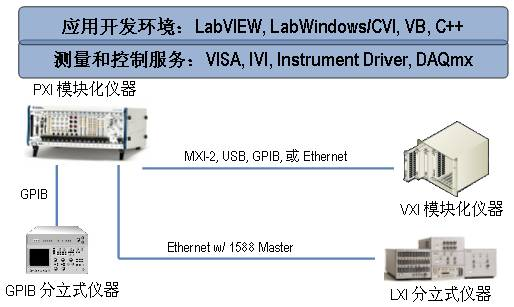 应用开发环境：LabVIEW, LabWindows/CVI, VB, C++
测量和控制服务：VISA, IVI, Instrument Driver, DAQmx
PXI 模块化仪器
MXI-2, USB, GPIB, 或 Ethernet
GPIB
VXI 模块化仪器
Ethernet w/ 1588 Master
GPIB 分立式仪器
LXI 分立式仪器